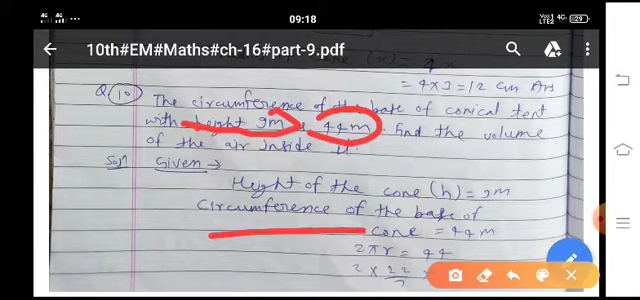 09:18
29
10th#EM#Maths#ch-16#part-9.pdf
= 4×3=12 cm Ans
Q 10 The circumference of the base of conical tent
with height 9m is 44m. Find the volume
of the air inside it.
Solⁿ Given →
Height of the cone (h) = 9m
Circumference of the base of
cone = 44m
2πr = 44
2 × 22/7 ×